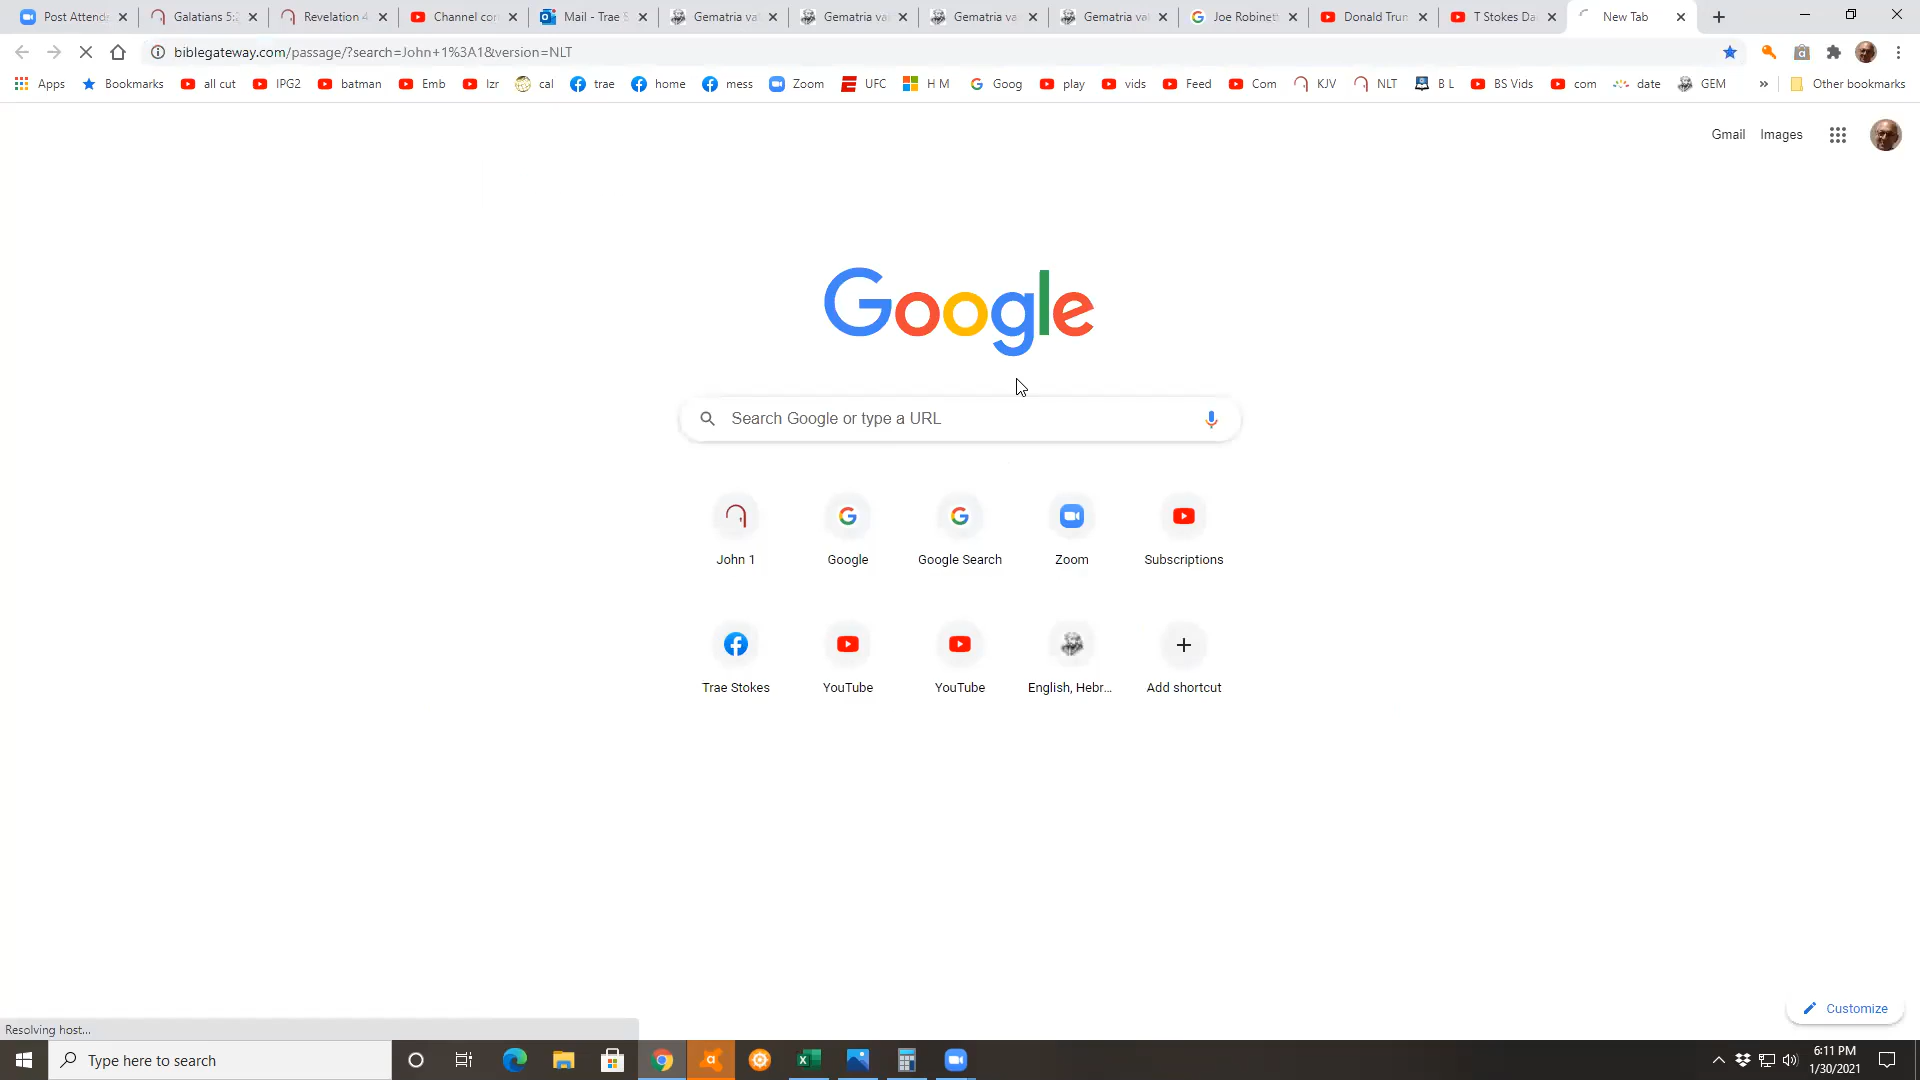 Post Attend
Galatians 5:
Revelation 4
Channel con
Mail - Trae S
Gematria va
Gematria va
Gematria va
Gematria va
Joe Robinet
Donald Trun
T Stokes Da
New Tab
biblegateway.com/passage/?search=John+1%3A1&version=NLT
Apps
Bookmarks
all cut
IPG2
batman
Emb
Izr
cal
trae
home
mess
Zoom
UFC
H M
Goog
play
vids
Feed
Com
KJV
NLT
B L
BS Vids
com
date
GEM
»
Other bookmarks
Gmail
Images
Google
Search Google or type a URL
John 1
Google
Google Search
Zoom
Subscriptions
Trae Stokes
YouTube
YouTube
English, Hebr...
Add shortcut
Customize
Resolving host...
Type here to search
6:11 PM
1/30/2021